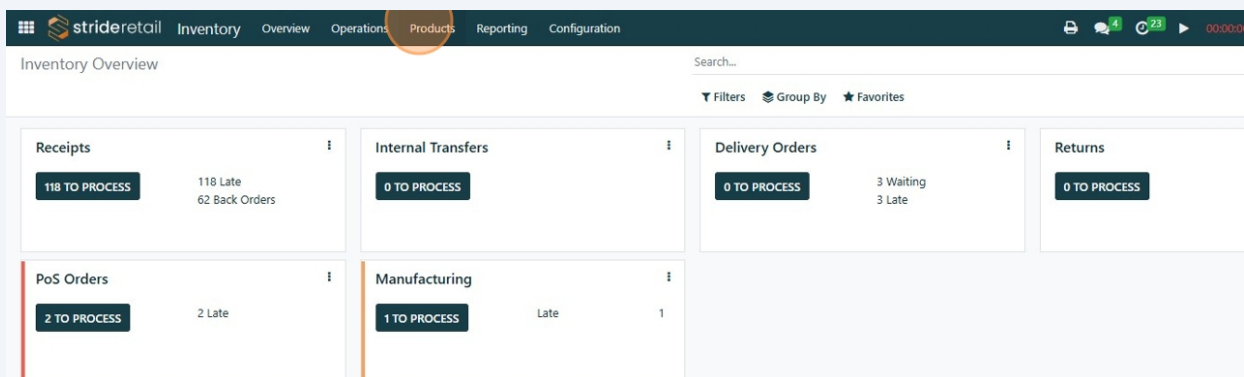 strideretail Inventory Overview Operations Products Reporting Configuration 4 23
Inventory Overview
Search...
Filters Group By Favorites
Receipts
118 TO PROCESS
118 Late
62 Back Orders
Internal Transfers
0 TO PROCESS
Delivery Orders
0 TO PROCESS
3 Waiting
3 Late
Returns
0 TO PROCESS
PoS Orders
2 TO PROCESS
2 Late
Manufacturing
1 TO PROCESS
Late 1